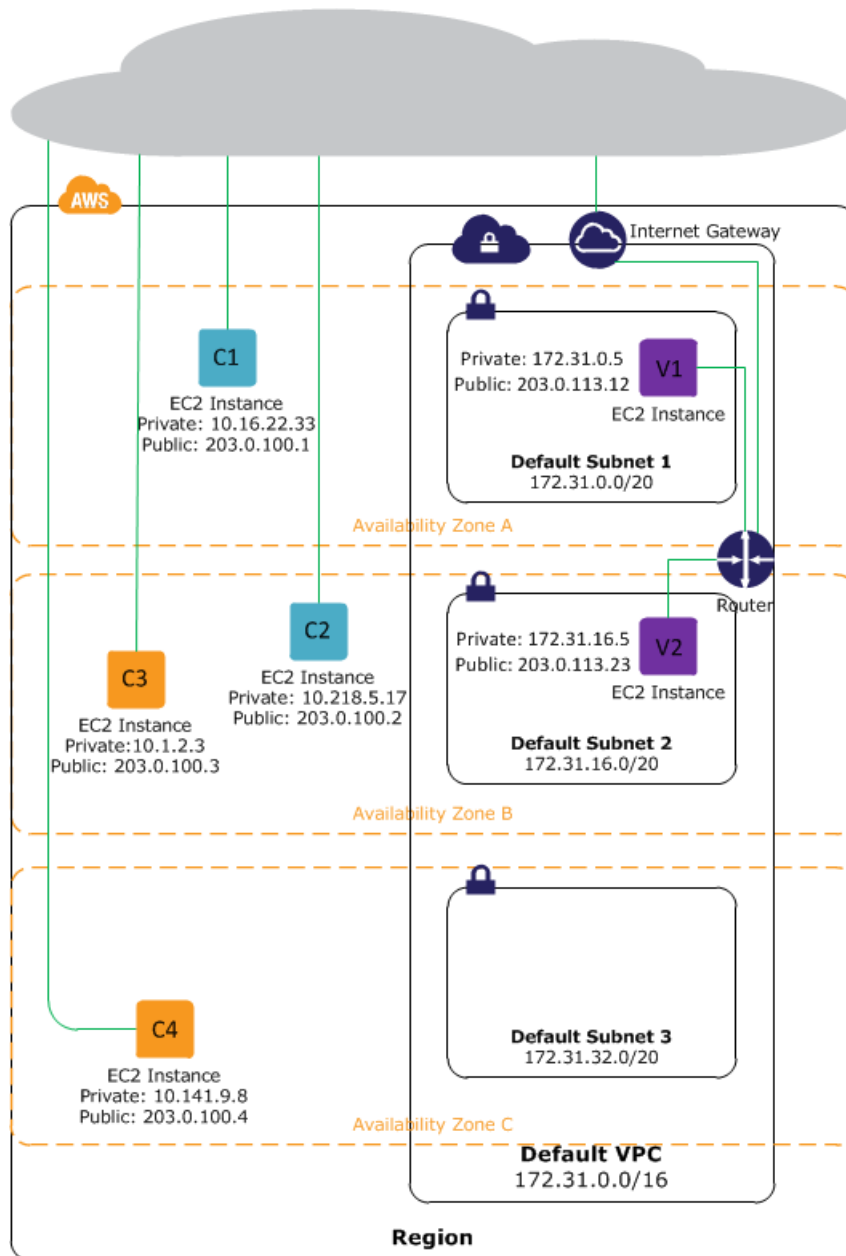 AWS
Internet Gateway
C1
EC2 Instance
Private: 10.16.22.33
Public: 203.0.100.1
Private: 172.31.0.5
Public: 203.0.113.12
V1
EC2 Instance
Default Subnet 1
172.31.0.0/20
Availability Zone A
Router
C2
EC2 Instance
Private: 10.218.5.17
Public: 203.0.100.2
C3
EC2 Instance
Private:10.1.2.3
Public: 203.0.100.3
Private: 172.31.16.5
Public: 203.0.113.23
V2
EC2 Instance
Default Subnet 2
172.31.16.0/20
Availability Zone B
C4
EC2 Instance
Private: 10.141.9.8
Public: 203.0.100.4
Default Subnet 3
172.31.32.0/20
Availability Zone C
Default VPC
172.31.0.0/16
Region